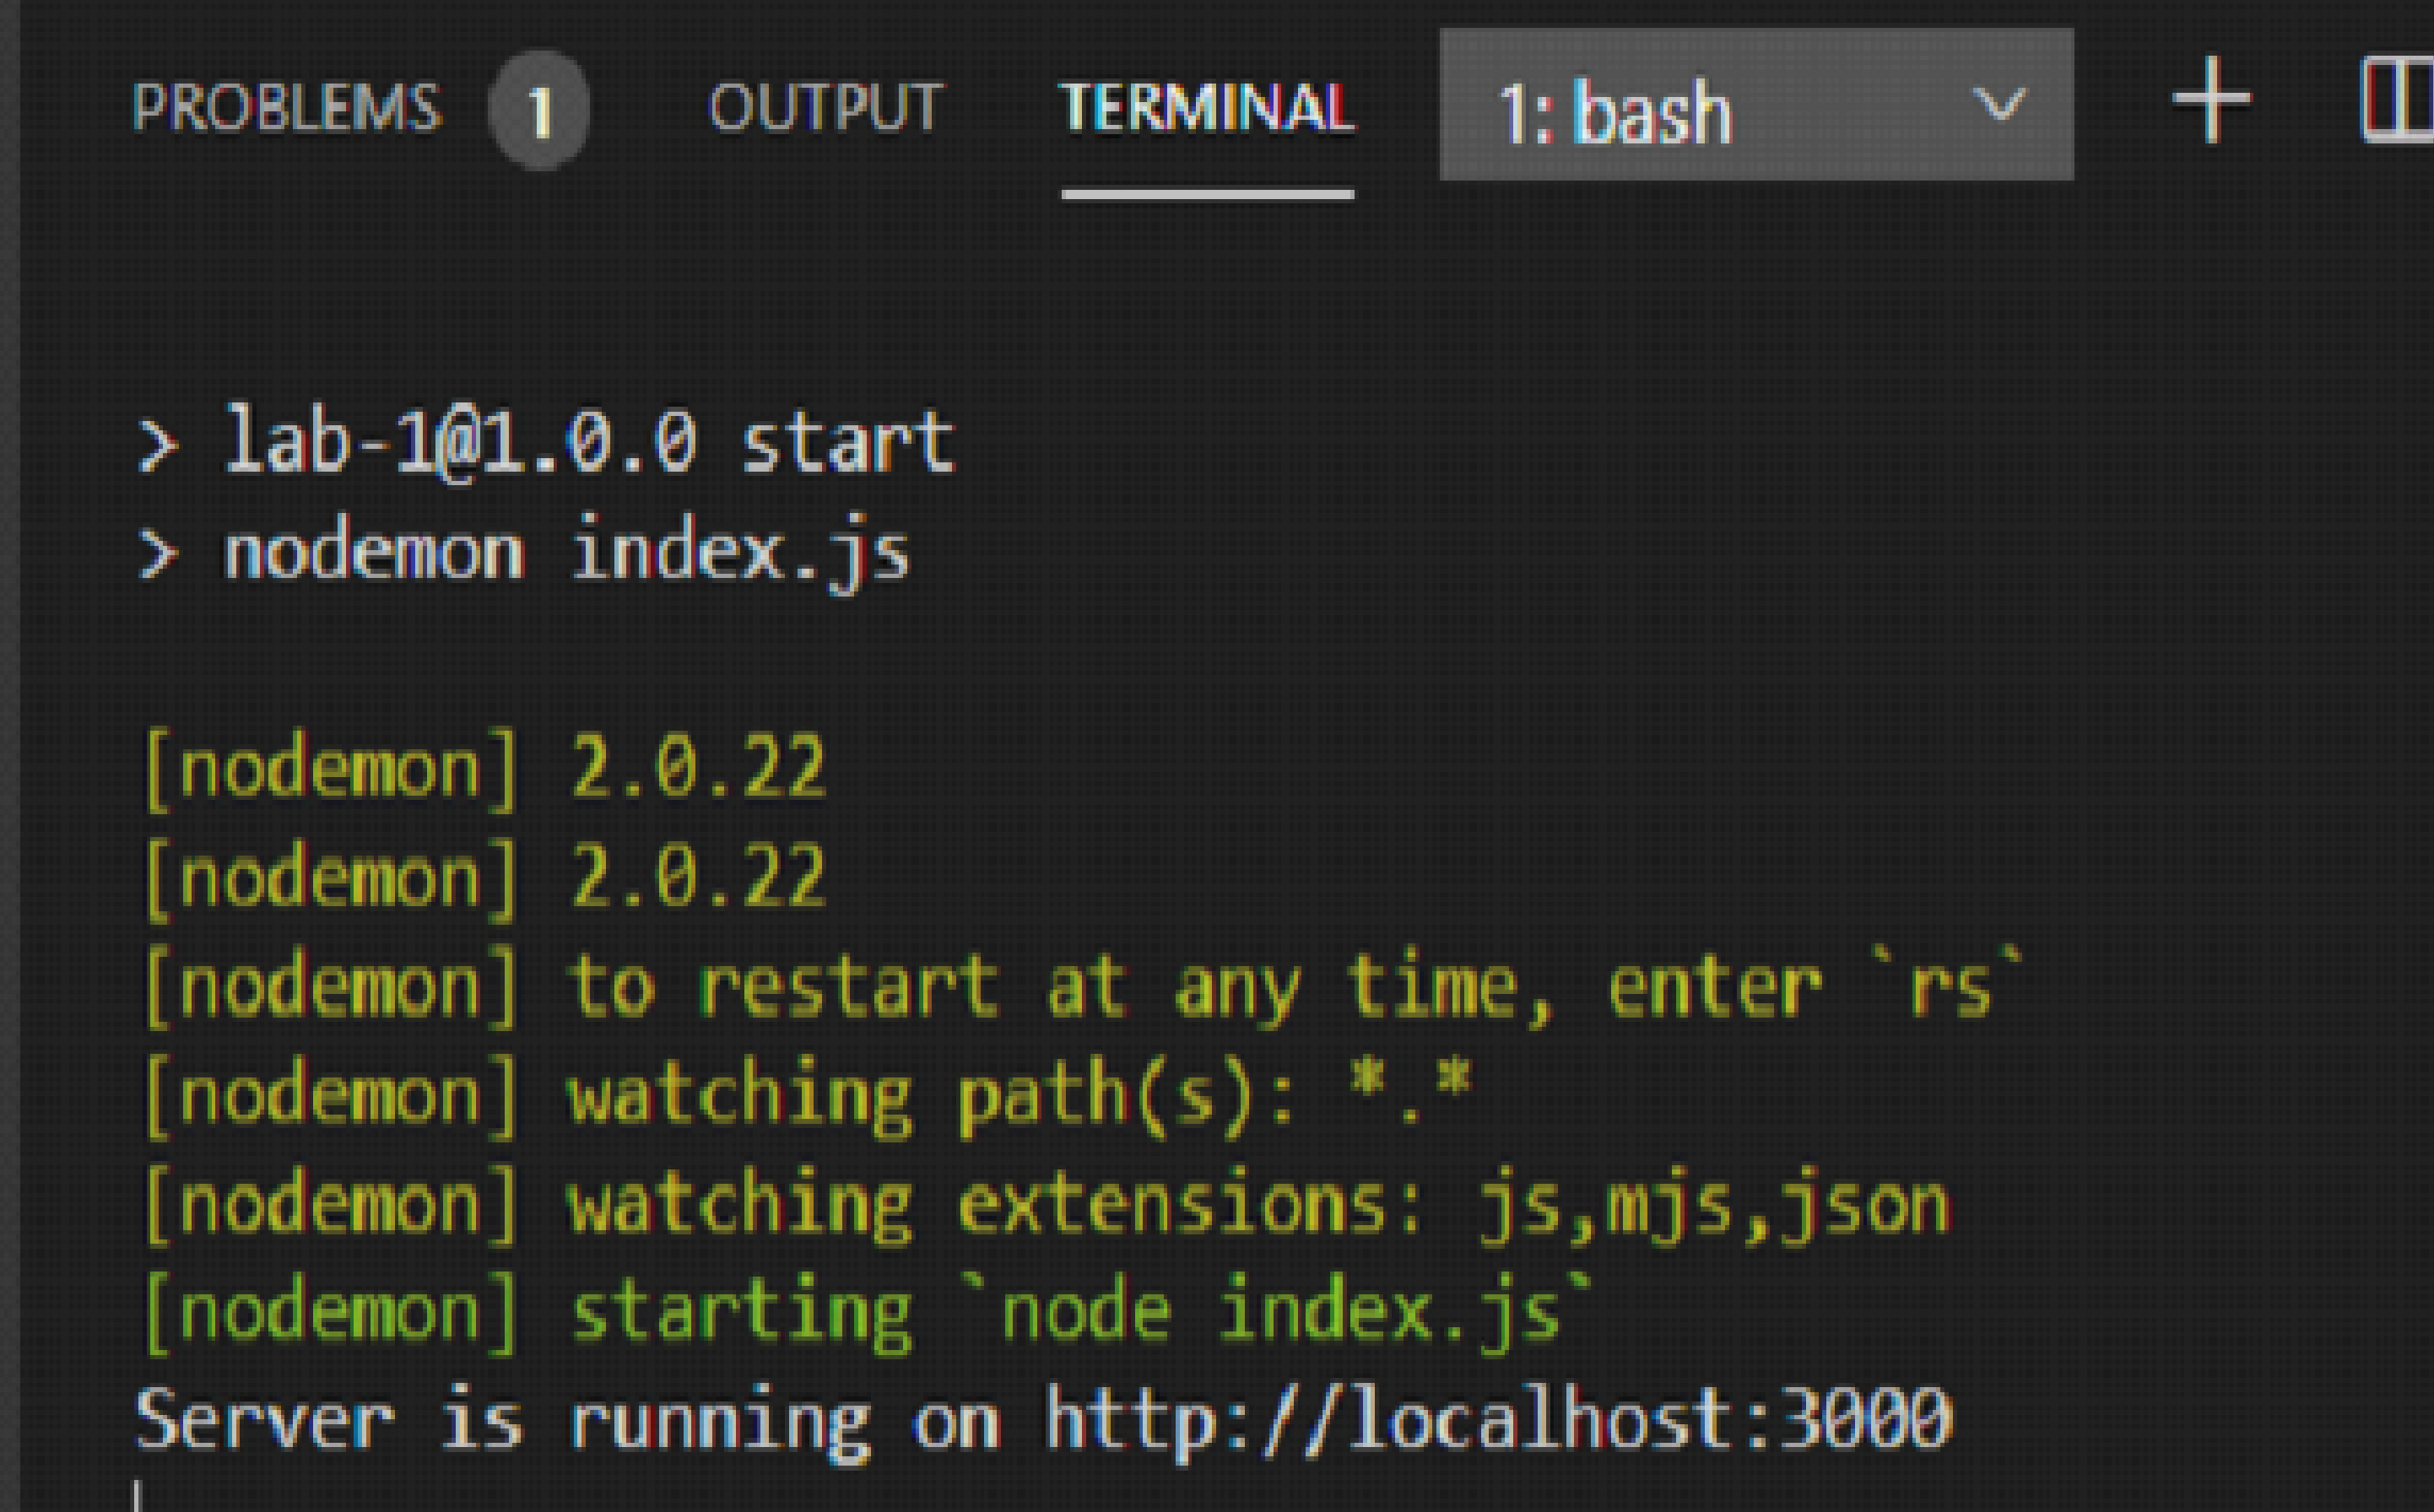 PROBLEMS 1 OUTPUT TERMINAL 1: bash
> lab-1@1.0.0 start
> nodemon index.js
[nodemon] 2.0.22
[nodemon] 2.0.22
[nodemon] to restart at any time, enter `rs`
[nodemon] watching path(s): *.*
[nodemon] watching extensions: js,mjs,json
[nodemon] starting `node index.js`
Server is running on http://localhost:3000